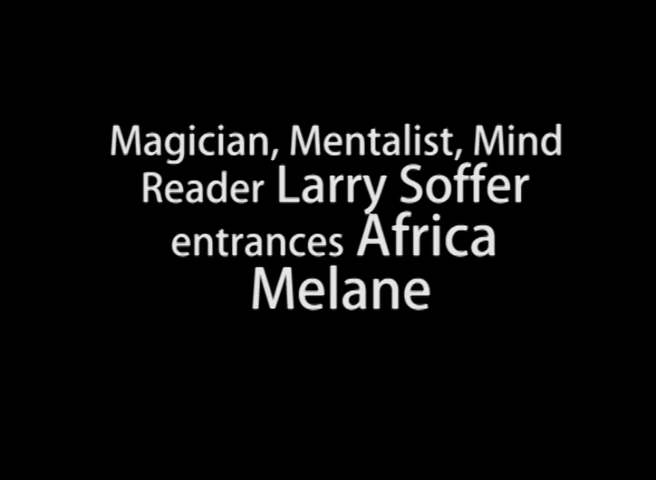 Magician, Mentalist, Mind
Reader Larry Soffer
entrances Africa
Melane